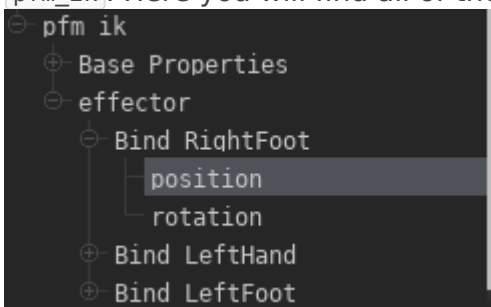 pfm ik
Base Properties
effector
Bind RightFoot
position
rotation
Bind LeftHand
Bind LeftFoot